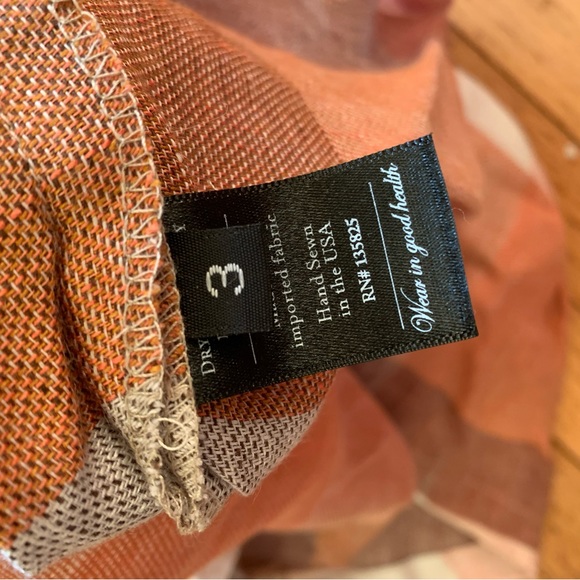 3
DRY
imported fabric
Hand Sewn
in the USA
RN# 135825
Wear in good health